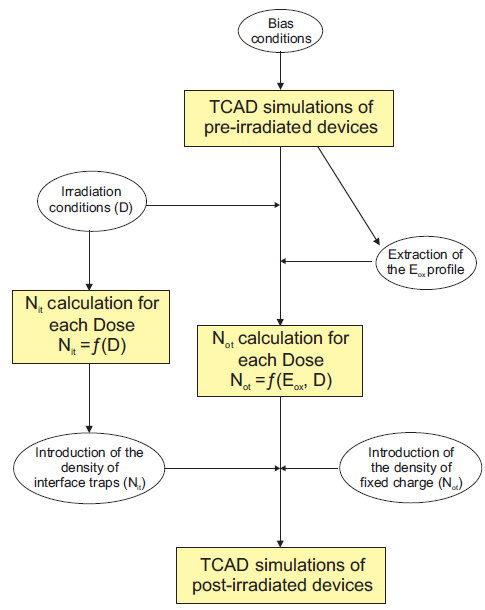 Bias
conditions
TCAD simulations of
pre-irradiated devices
Irradiation
conditions (D)
Extraction of
the Eox profile
Nit calculation for
each Dose
Nit = f(D)
Not calculation for
each Dose
Not = f(Eox, D)
Introduction of the
density of
interface traps (Nit)
Introduction of
the density of
fixed charge (Not)
TCAD simulations of
post-irradiated devices